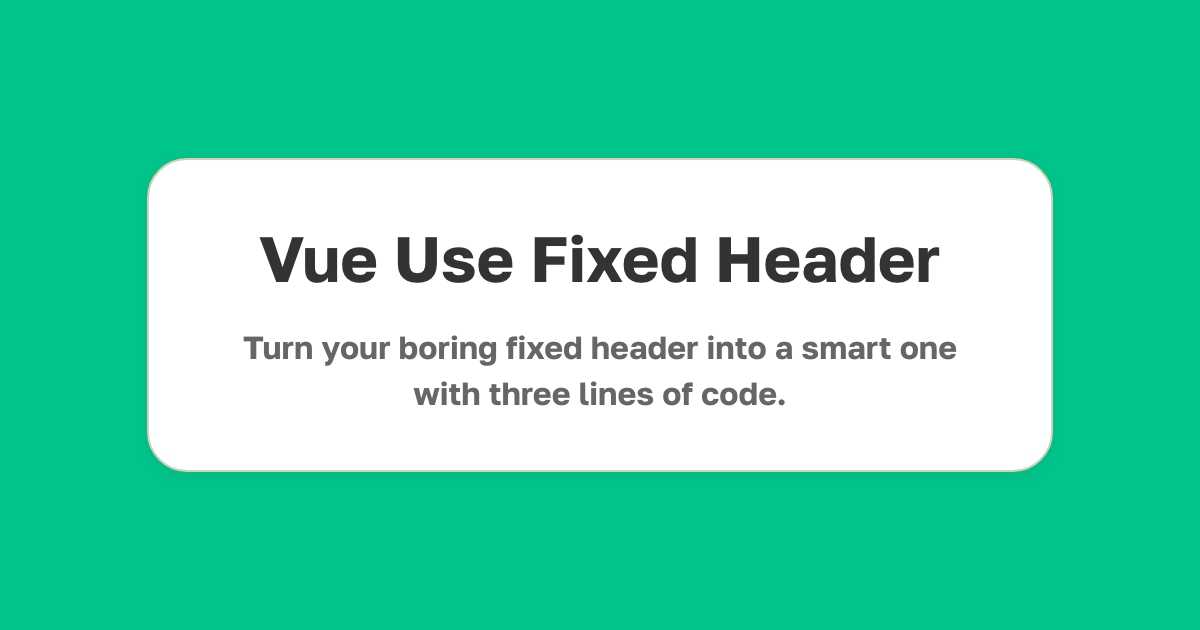 Vue Use Fixed Header
Turn your boring fixed header into a smart one
with three lines of code.